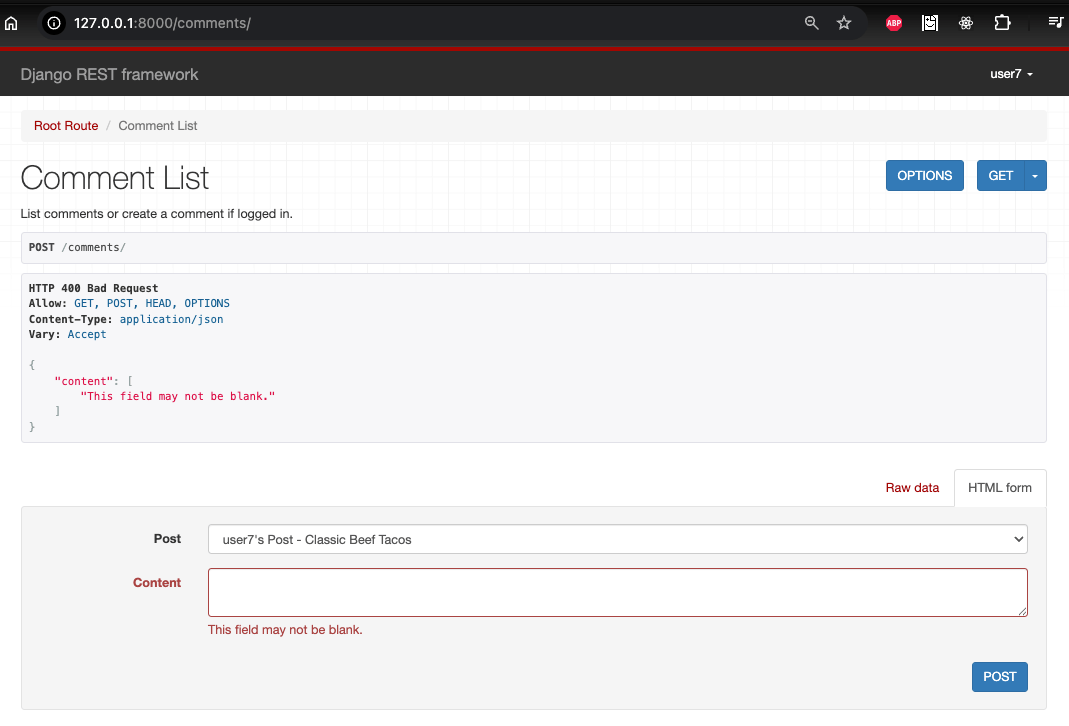 127.0.0.1:8000/comments/
ABP
Django REST framework
user7
Root Route / Comment List
Comment List
OPTIONS
GET
List comments or create a comment if logged in.
POST /comments/
HTTP 400 Bad Request
Allow: GET, POST, HEAD, OPTIONS
Content-Type: application/json
Vary: Accept
{
"content": [
"This field may not be blank."
]
}
Raw data
HTML form
Post
user7's Post - Classic Beef Tacos
Content
This field may not be blank.
POST